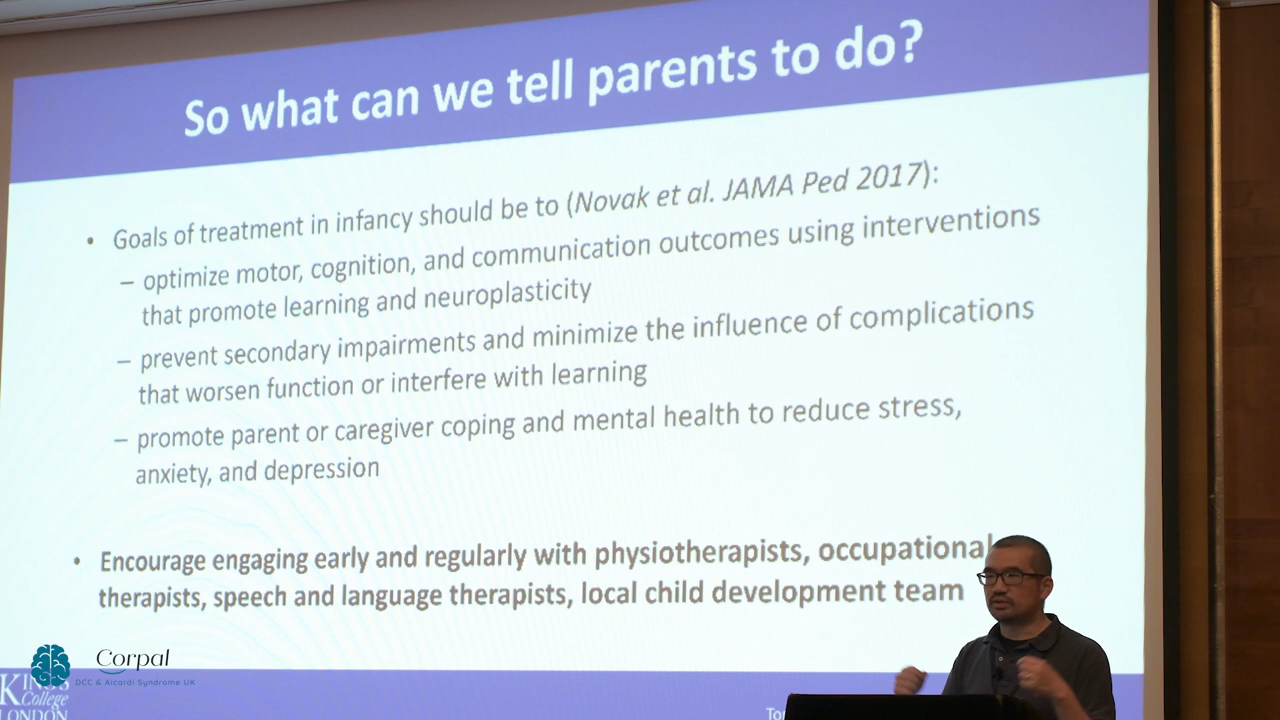 So what can we tell parents to do?
• Goals of treatment in infancy should be to (Novak et al. JAMA Ped 2017):
– optimize motor, cognition, and communication outcomes using interventions
that promote learning and neuroplasticity
– prevent secondary impairments and minimize the influence of complications
that worsen function or interfere with learning
– promote parent or caregiver coping and mental health to reduce stress,
anxiety, and depression
• Encourage engaging early and regularly with physiotherapists, occupational
therapists, speech and language therapists, local child development team
Corpal
DCC & Aicardi Syndrome UK
KING'S
College
LONDON